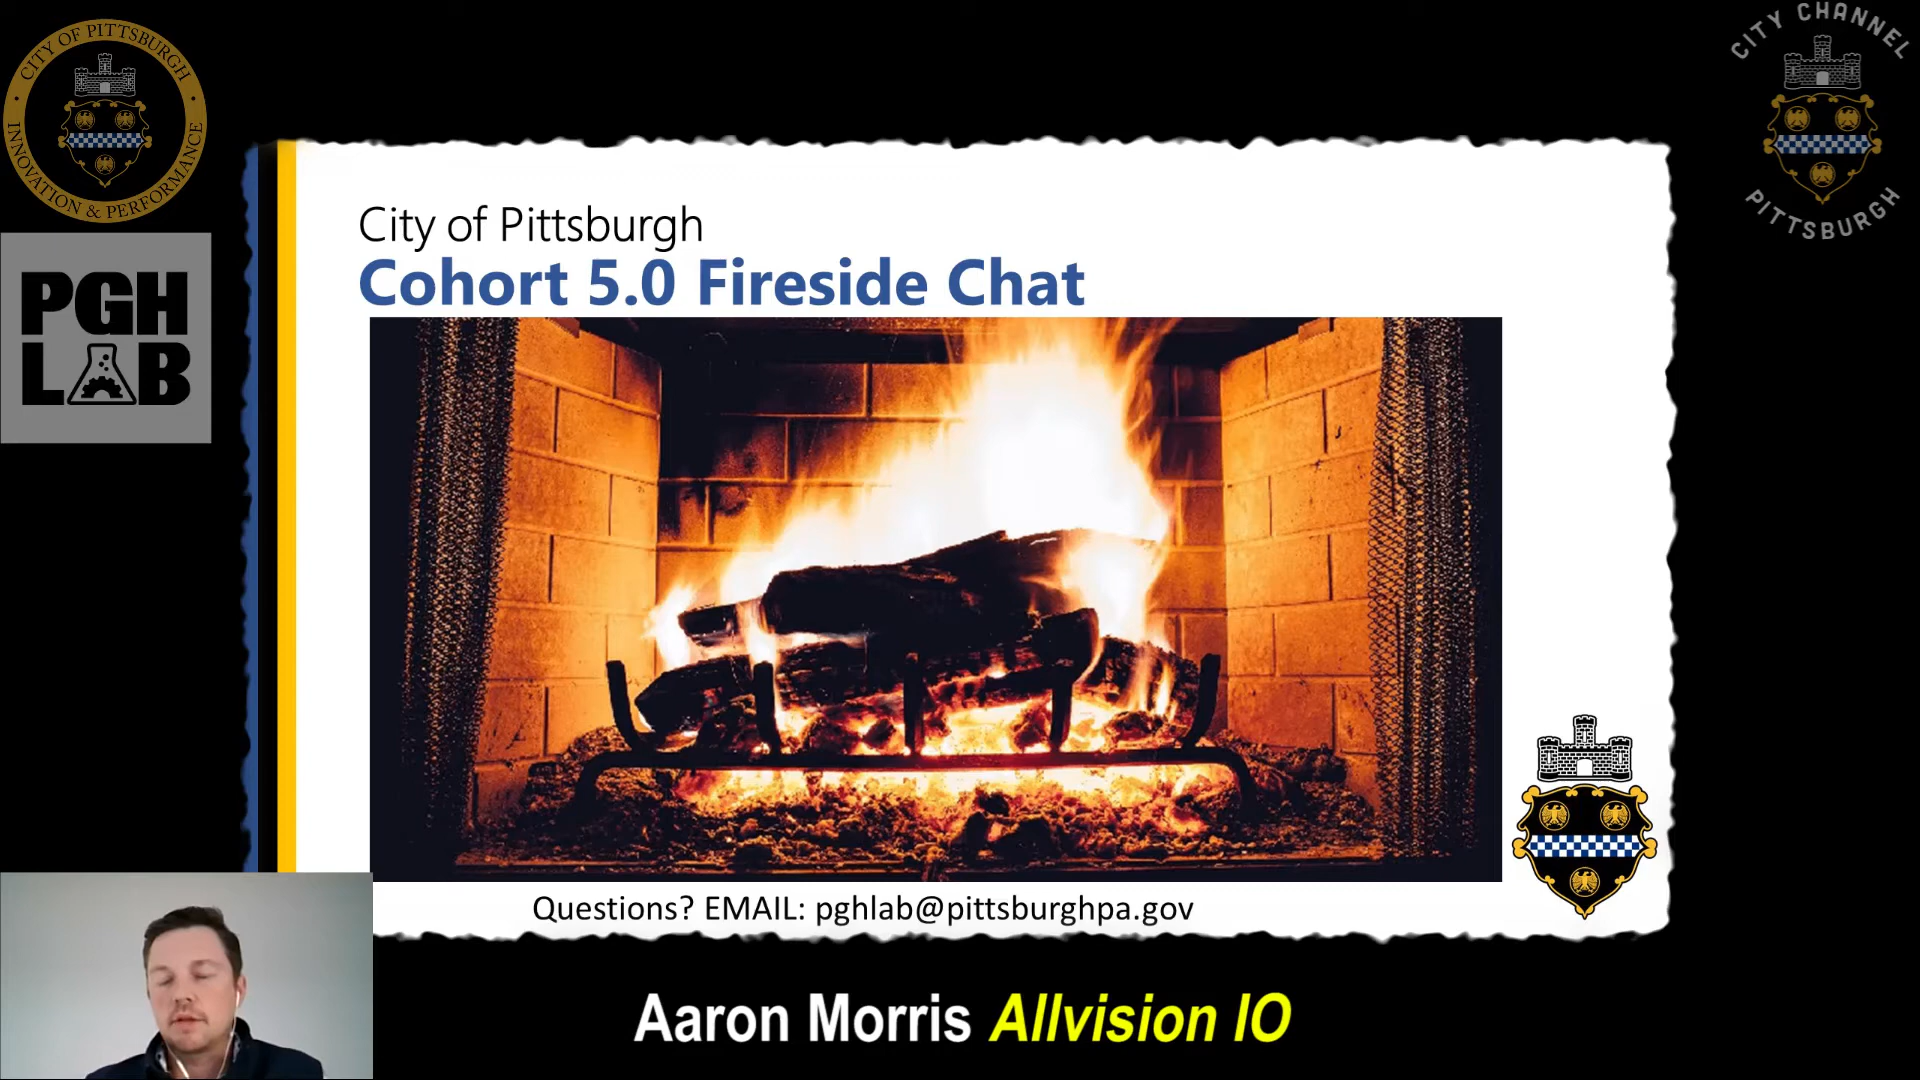 CITY OF PITTSBURGH
INNOVATION & PERFORMANCE
PGH
LAB
CITY CHANNEL
PITTSBURGH
City of Pittsburgh
Cohort 5.0 Fireside Chat
Questions? EMAIL: pghlab@pittsburghpa.gov
Aaron Morris Allvision IO